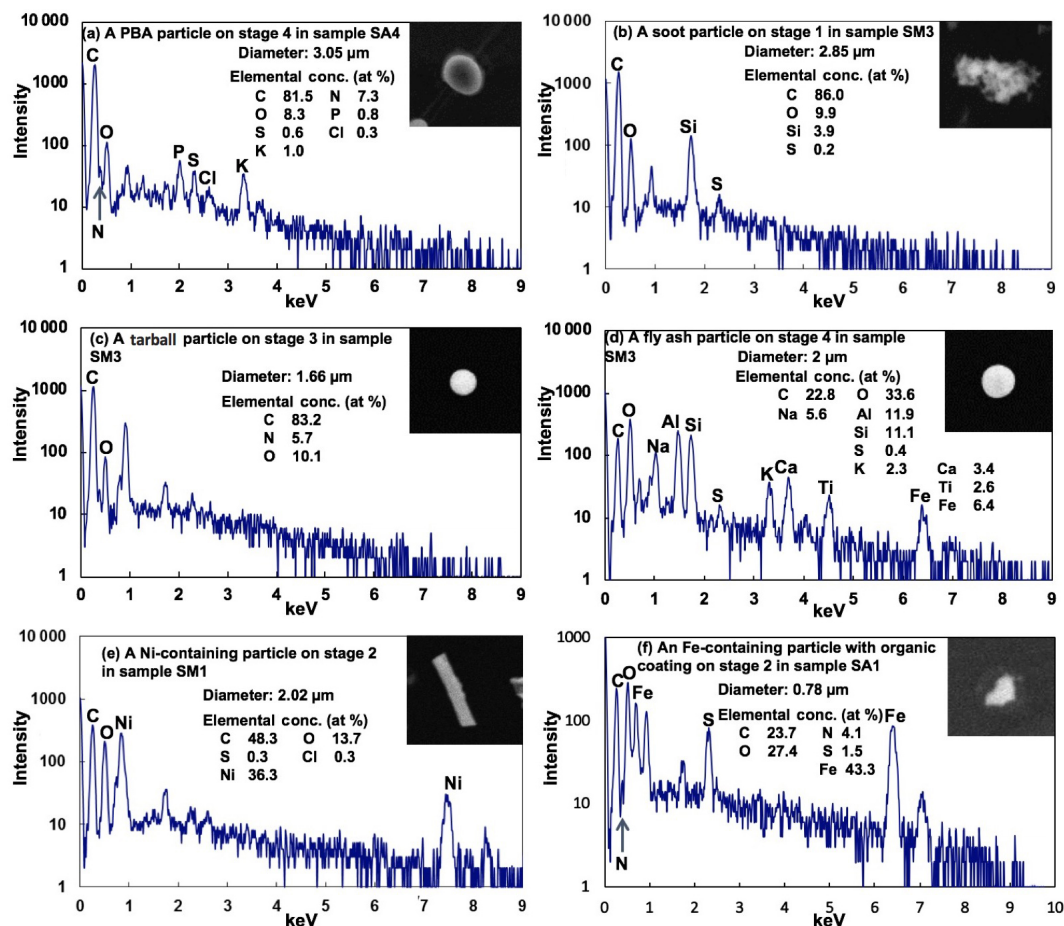 (a) A PBA particle on stage 4 in sample SA4
Diameter: 3.05 µm
Elemental conc. (at %)
C 81.5 N 7.3
O 8.3 P 0.8
S 0.6 Cl 0.3
K 1.0
10 000
1000
100
10
1
Intensity
C
O
N
P
S
Cl
K
0 1 2 3 4 5 6 7 8 9
keV
(b) A soot particle on stage 1 in sample SM3
Diameter: 2.85 µm
Elemental conc. (at %)
C 86.0
O 9.9
Si 3.9
S 0.2
10 000
1000
100
10
1
Intensity
C
O
Si
S
0 1 2 3 4 5 6 7 8 9
keV
(c) A tarball particle on stage 3 in sample
SM3
Diameter: 1.66 µm
Elemental conc. (at %)
C 83.2
N 5.7
O 10.1
10 000
1000
100
10
1
Intensity
C
O
0 1 2 3 4 5 6 7 8 9
keV
(d) A fly ash particle on stage 4 in sample
SM3
Diameter: 2 µm
Elemental conc. (at %)
C 22.8 O 33.6
Na 5.6 Al 11.9
Si 11.1
S 0.4
K 2.3 Ca 3.4
Ti 2.6
Fe 6.4
10 000
1000
100
10
1
Intensity
C
O
Na
Al
Si
S
K
Ca
Ti
Fe
0 1 2 3 4 5 6 7 8 9
keV
(e) A Ni-containing particle on stage 2
in sample SM1
Diameter: 2.02 µm
Elemental conc. (at %)
C 48.3 O 13.7
S 0.3 Cl 0.3
Ni 36.3
10 000
1000
100
10
1
Intensity
C
O
Ni
Ni
0 1 2 3 4 5 6 7 8 9
keV
(f) An Fe-containing particle with organic
coating on stage 2 in sample SA1
Diameter: 0.78 µm
Elemental conc. (at %)
C 23.7 N 4.1
O 27.4 S 1.5
Fe 43.3
1000
100
10
1
Intensity
C
O
Fe
N
S
Fe
0 1 2 3 4 5 6 7 8 9 10
keV